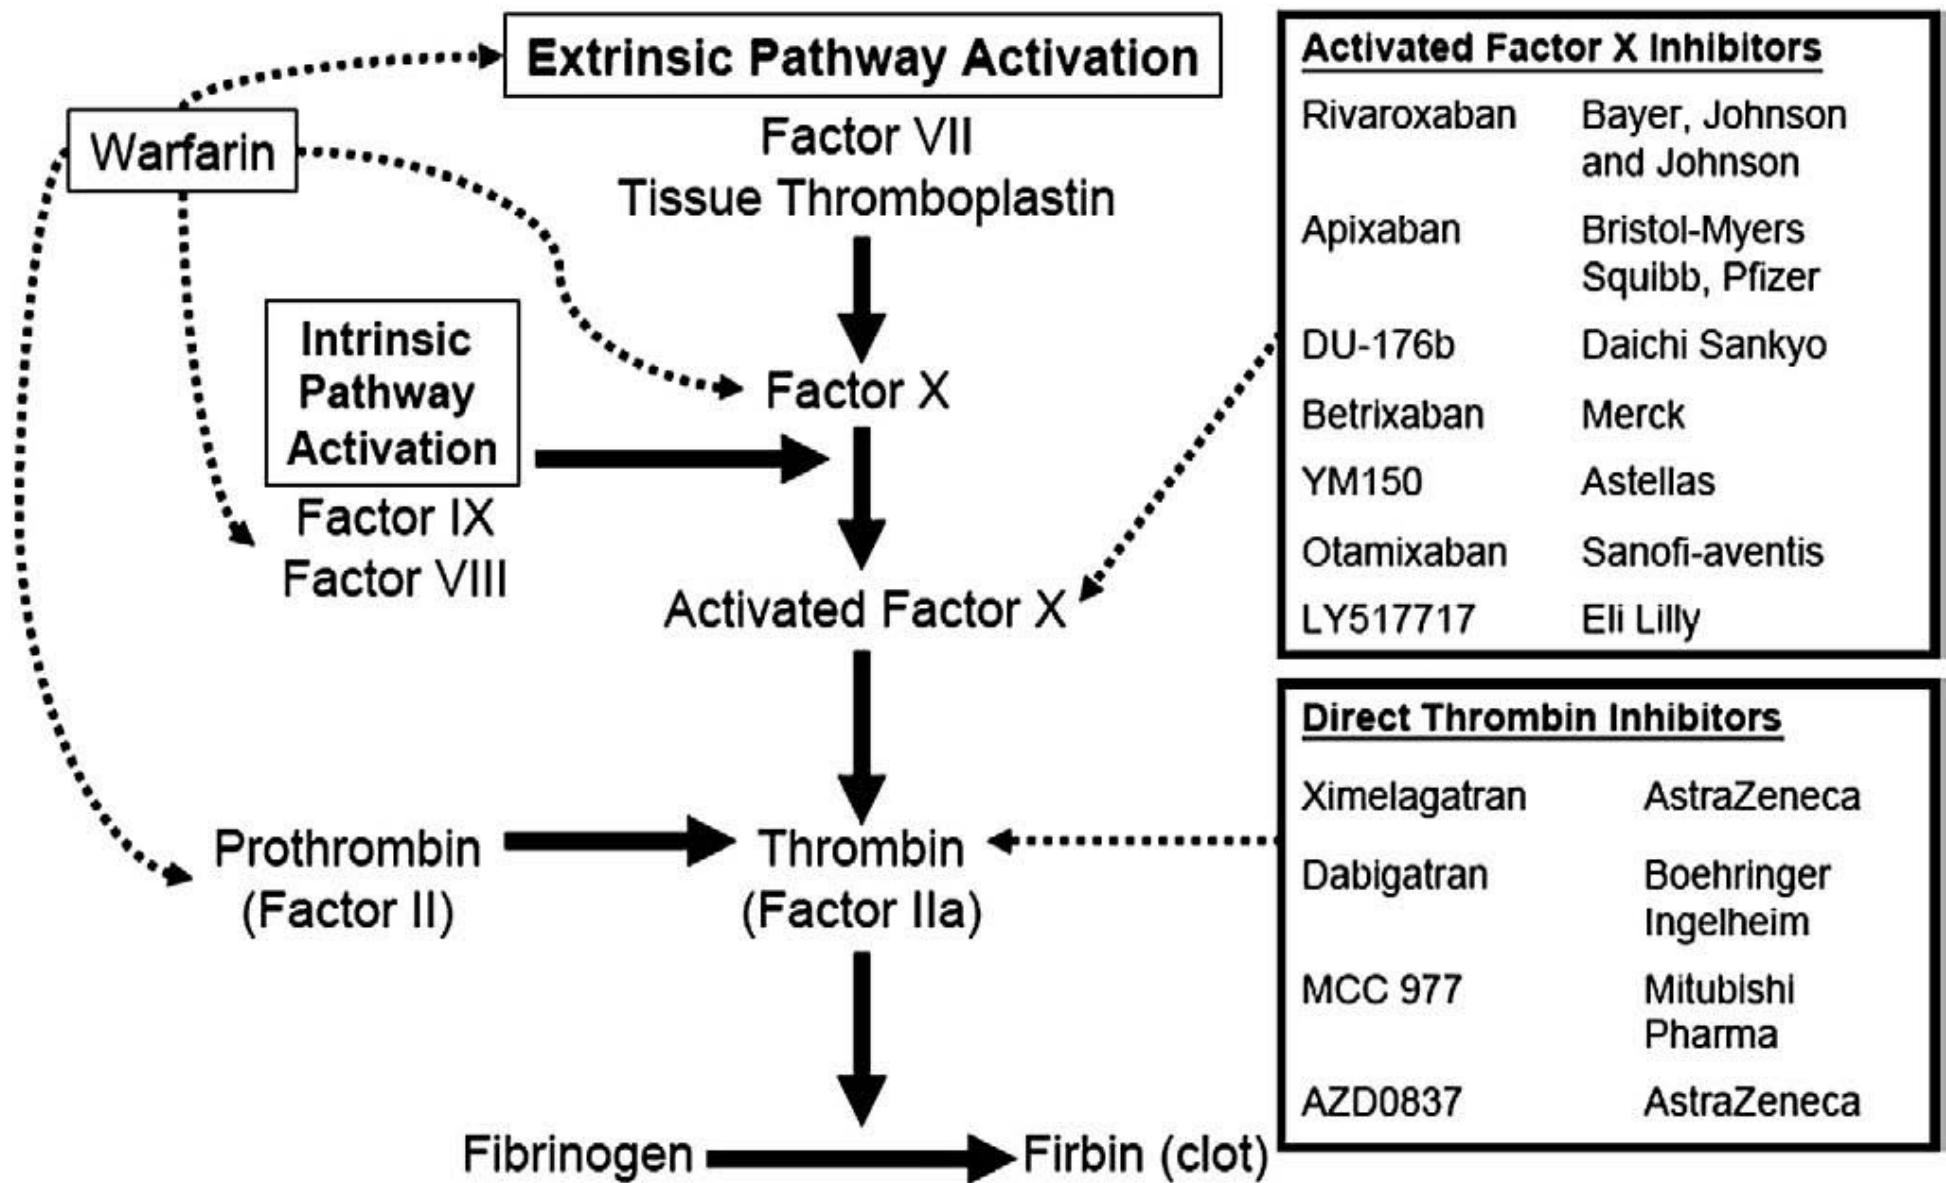 Extrinsic Pathway Activation
Warfarin
Factor VII
Tissue Thromboplastin
Intrinsic
Pathway
Activation
Factor IX
Factor VIII
Factor X
Activated Factor X
Prothrombin
(Factor II)
Thrombin
(Factor IIa)
Fibrinogen
Firbin (clot)
Activated Factor X Inhibitors
Rivaroxaban Bayer, Johnson
and Johnson
Apixaban Bristol-Myers
Squibb, Pfizer
DU-176b Daichi Sankyo
Betrixaban Merck
YM150 Astellas
Otamixaban Sanofi-aventis
LY517717 Eli Lilly
Direct Thrombin Inhibitors
Ximelagatran AstraZeneca
Dabigatran Boehringer
Ingelheim
MCC 977 Mitubishi
Pharma
AZD0837 AstraZeneca